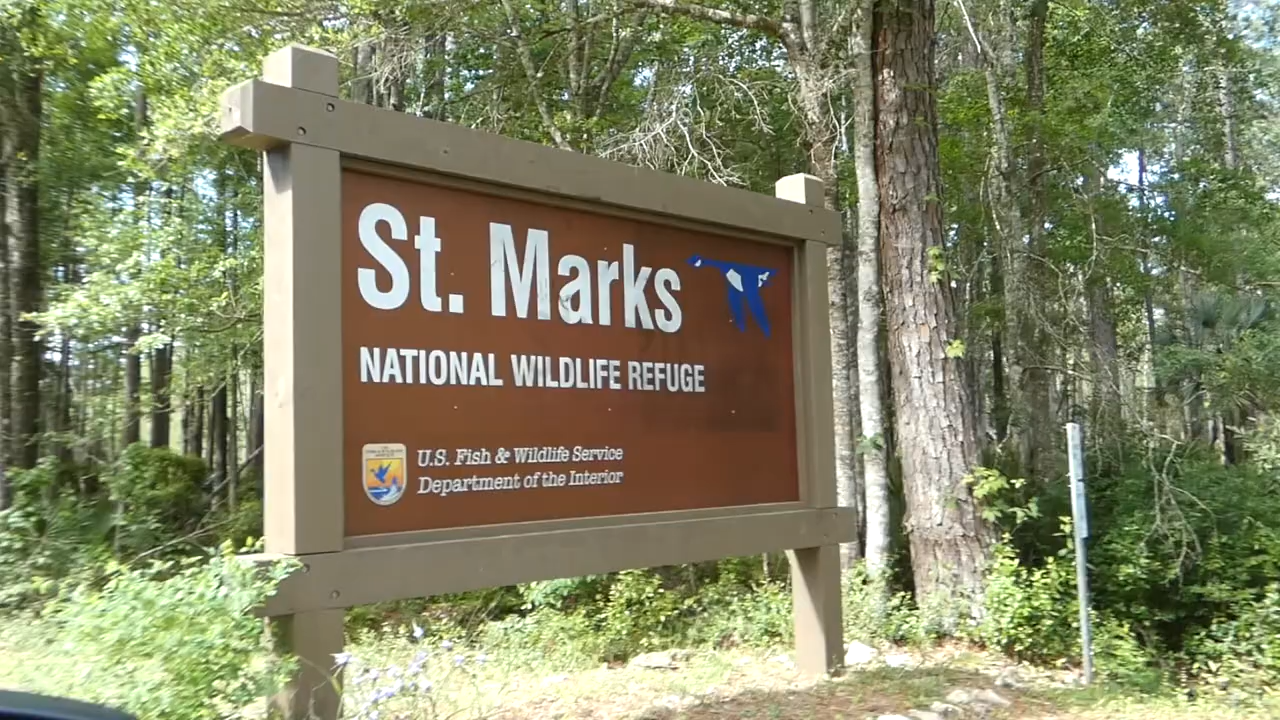 St. Marks
NATIONAL WILDLIFE REFUGE
U.S. Fish & Wildlife Service
Department of the Interior